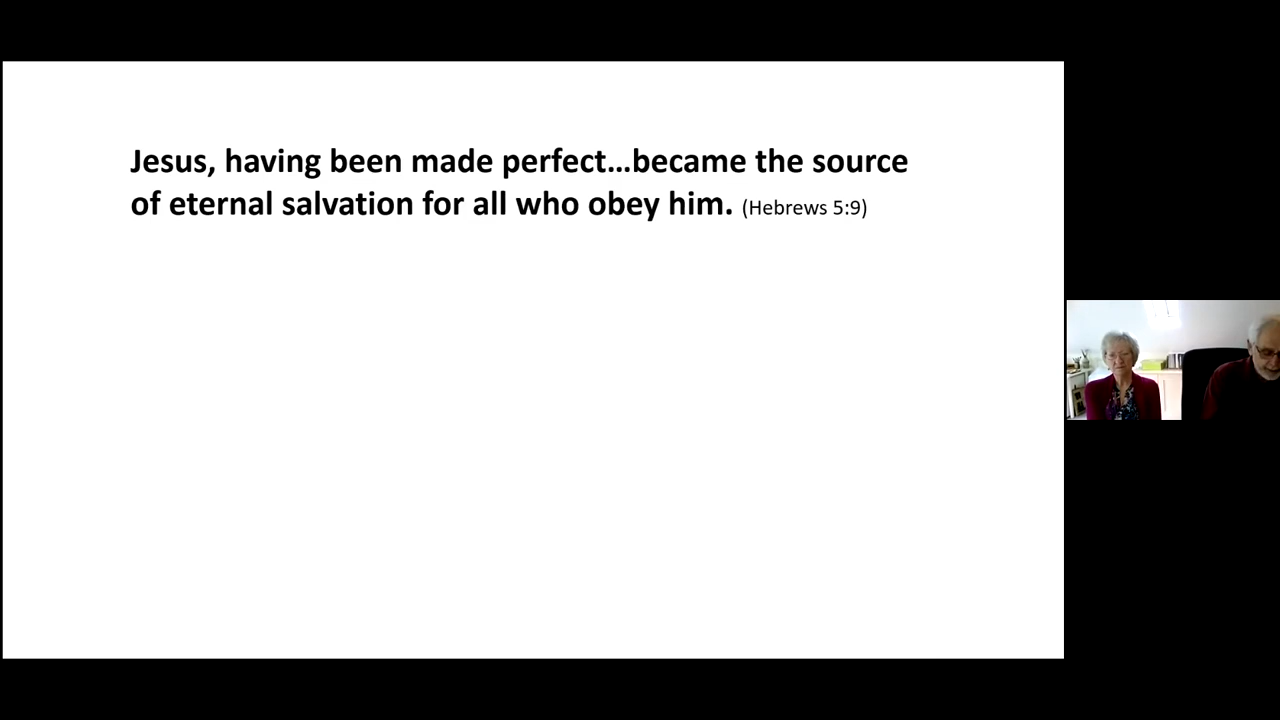 Jesus, having been made perfect…became the source
of eternal salvation for all who obey him. (Hebrews 5:9)